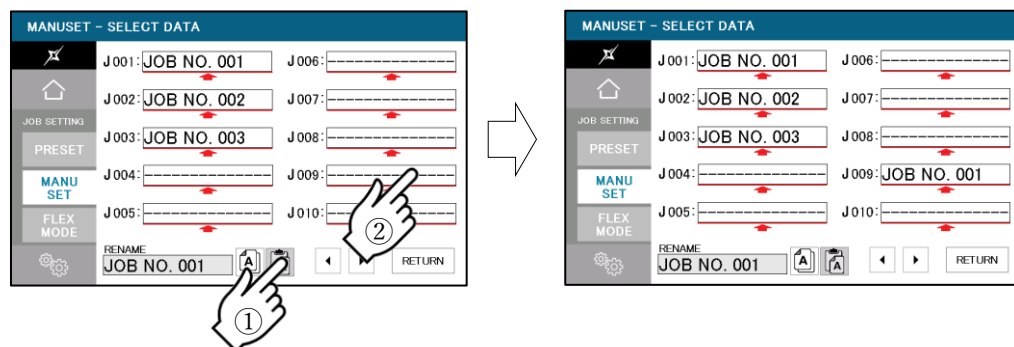 MANUSET - SELECT DATA
J001: JOB NO. 001 J006: --------------
J002: JOB NO. 002 J007: --------------
JOB SETTING
J003: JOB NO. 003 J008: --------------
PRESET
J004: -------------- J009: --------------
MANU
SET
J005: -------------- J010: --------------
FLEX
MODE
RENAME
JOB NO. 001 A RETURN
①
②
MANUSET - SELECT DATA
J001: JOB NO. 001 J006: --------------
J002: JOB NO. 002 J007: --------------
JOB SETTING
J003: JOB NO. 003 J008: --------------
PRESET
J004: -------------- J009: JOB NO. 001
MANU
SET
J005: -------------- J010: --------------
FLEX
MODE
RENAME
JOB NO. 001 A A RETURN